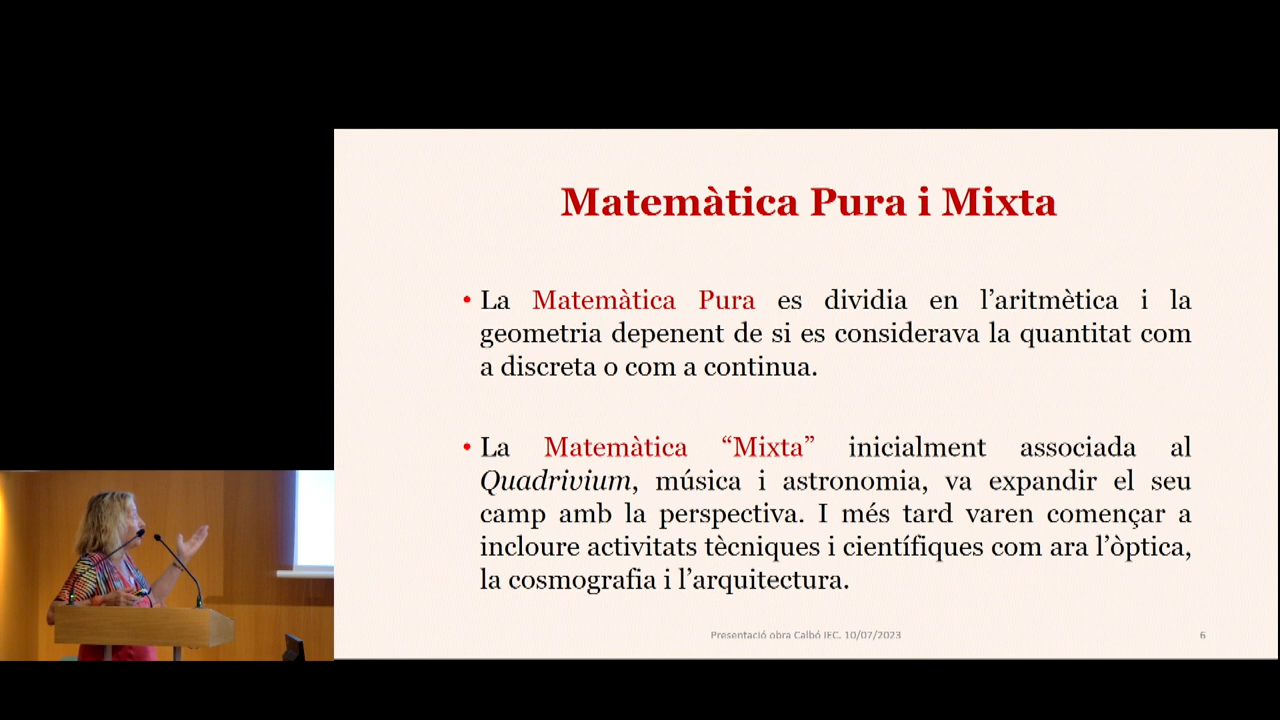 Matemàtica Pura i Mixta
• La Matemàtica Pura es dividia en l’aritmètica i la
geometria depenent de si es considerava la quantitat com
a discreta o com a continua.
• La Matemàtica “Mixta” inicialment associada al
Quadrivium, música i astronomia, va expandir el seu
camp amb la perspectiva. I més tard varen començar a
incloure activitats tècniques i científiques com ara l’òptica,
la cosmografia i l’arquitectura.
Presentació obra Calbó IEC. 10/07/2023
6